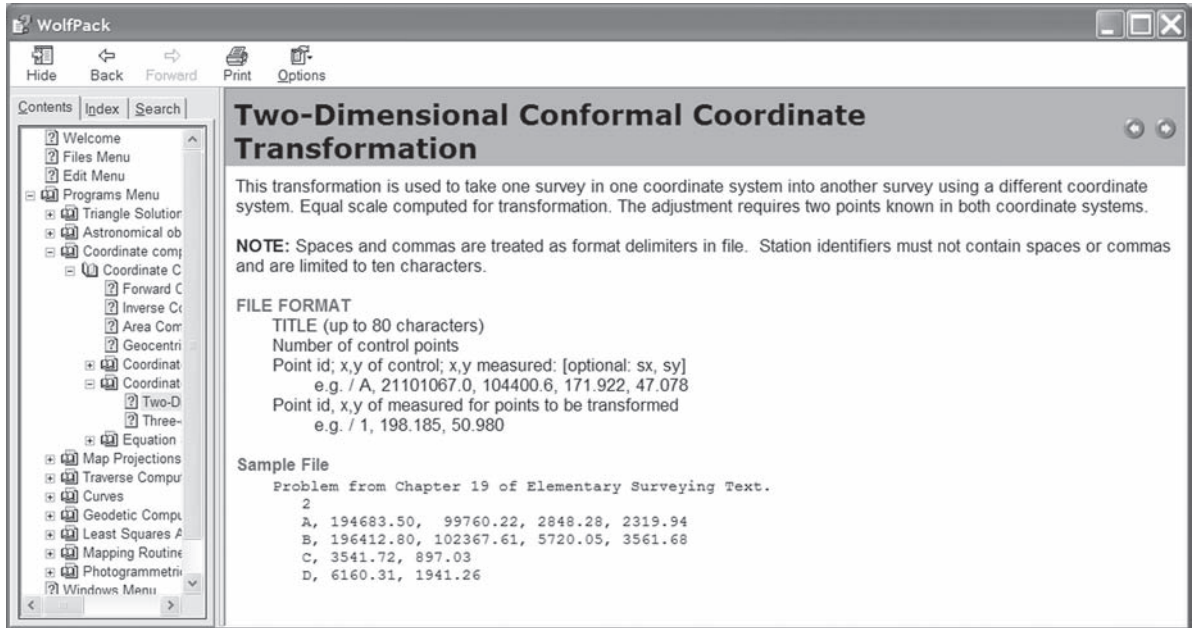 WolfPack
Hide Back Forward Print Options
Contents Index Search
Welcome
Files Menu
Edit Menu
Programs Menu
Triangle Solution
Astronomical ob
Coordinate comp
Coordinate C
Forward C
Inverse Co
Area Com
Geocentri
Coordinat
Coordinat
Two-D
Three-
Equation
Map Projections
Traverse Comput
Curves
Geodetic Compu
Least Squares A
Mapping Routine
Photogrammetri
Windows Menu
Two-Dimensional Conformal Coordinate
Transformation
This transformation is used to take one survey in one coordinate system into another survey using a different coordinate
system. Equal scale computed for transformation. The adjustment requires two points known in both coordinate systems.
NOTE: Spaces and commas are treated as format delimiters in file. Station identifiers must not contain spaces or commas
and are limited to ten characters.
FILE FORMAT
TITLE (up to 80 characters)
Number of control points
Point id; x,y of control; x,y measured: [optional: sx, sy]
e.g. / A, 21101067.0, 104400.6, 171.922, 47.078
Point id, x,y of measured for points to be transformed
e.g. / 1, 198.185, 50.980
Sample File
Problem from Chapter 19 of Elementary Surveying Text.
2
A, 194683.50, 99760.22, 2848.28, 2319.94
B, 196412.80, 102367.61, 5720.05, 3561.68
C, 3541.72, 897.03
D, 6160.31, 1941.26